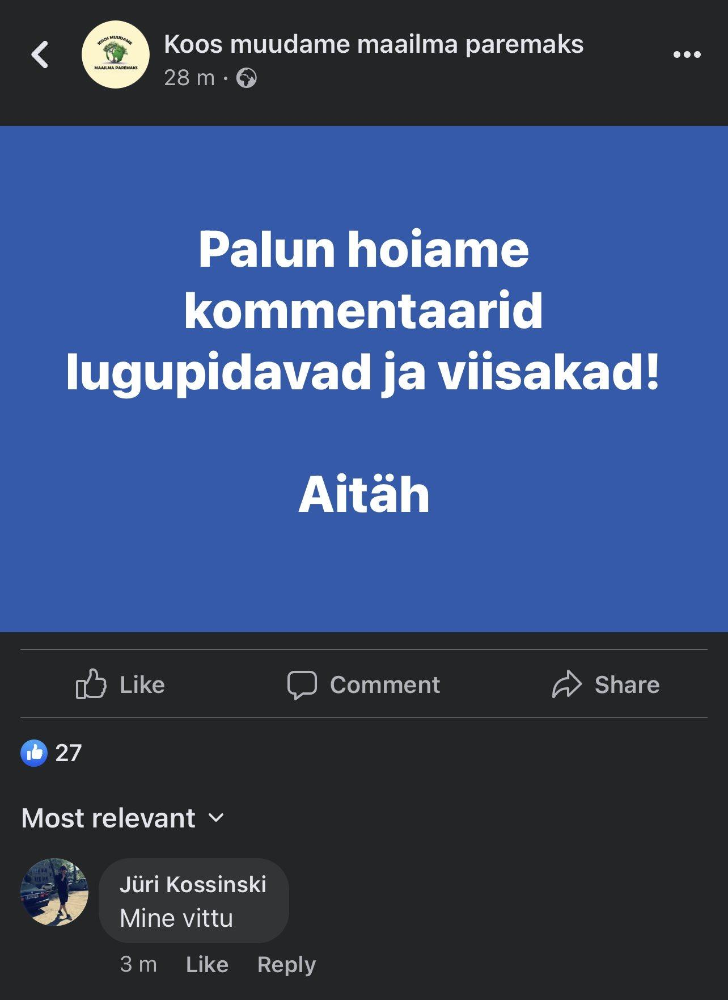 KOOS MUUDAME
MAAILMA PAREMAKS
Koos muudame maailma paremaks
28 m ·
Palun hoiame
kommentaarid
lugupidavad ja viisakad!
Aitäh
Like
Comment
Share
27
Most relevant
Jüri Kossinski
Mine vittu
3 m
Like
Reply